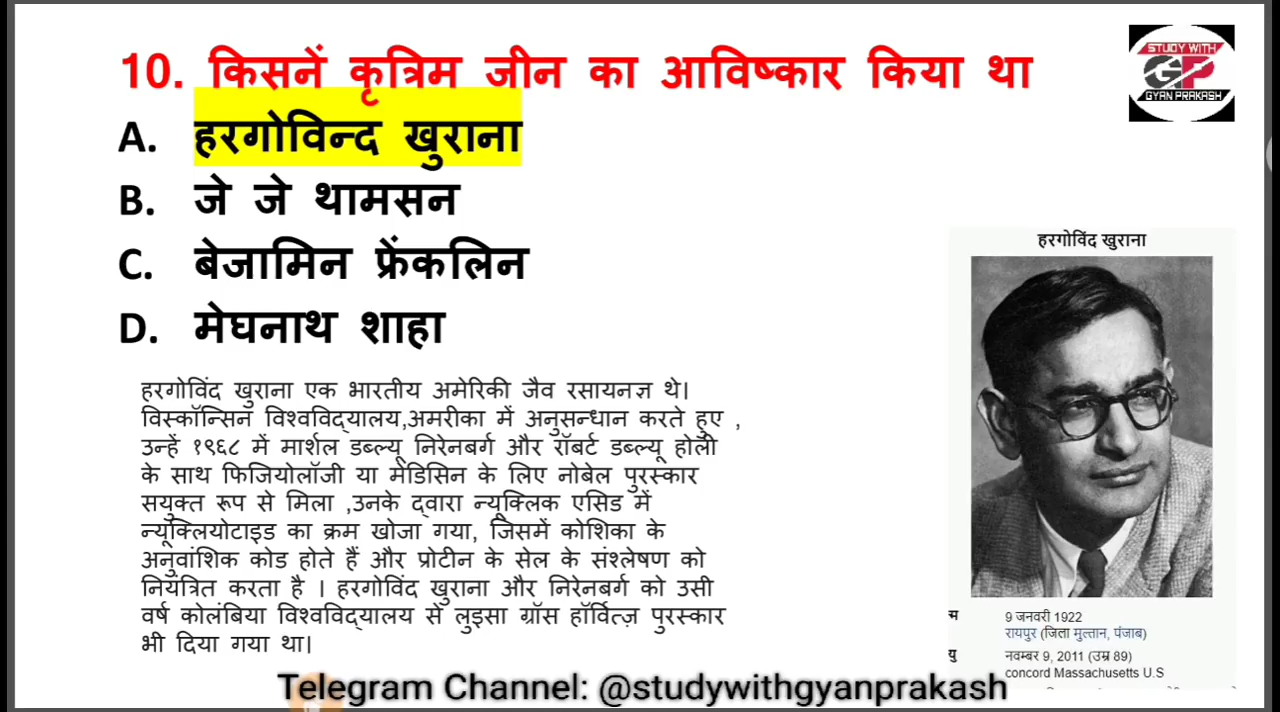 10. किसनें कृत्रिम जीन का आविष्कार किया था
STUDY WITH
GP
GYAN PRAKASH
A. हरगोविन्द खुराना
B. जे जे थामसन
C. बेजामिन फ्रेंकलिन
D. मेघनाथ शाहा
हरगोविंद खुराना एक भारतीय अमेरिकी जैव रसायनज्ञ थे।
विस्कॉन्सिन विश्वविद्यालय,अमरीका में अनुसन्धान करते हुए ,
उन्हें १९६८ में मार्शल डब्ल्यू निरेनबर्ग और रॉबर्ट डब्ल्यू होली
के साथ फिजियोलॉजी या मेडिसिन के लिए नोबेल पुरस्कार
सयुक्त रूप से मिला ,उनके द्वारा न्यूक्लिक एसिड में
न्यूक्लियोटाइड का क्रम खोजा गया, जिसमें कोशिका के
अनुवांशिक कोड होते हैं और प्रोटीन के सेल के संश्लेषण को
नियंत्रित करता है । हरगोविंद खुराना और निरेनबर्ग को उसी
वर्ष कोलंबिया विश्वविद्यालय से लुइसा ग्रॉस हॉर्वित्ज़ पुरस्कार
भी दिया गया था।
हरगोविंद खुराना
म 9 जनवरी 1922
रायपुर (जिला मुल्तान, पंजाब)
यु नवम्बर 9, 2011 (उम्र 89)
concord Massachusetts U.S
Telegram Channel: @studywithgyanprakash